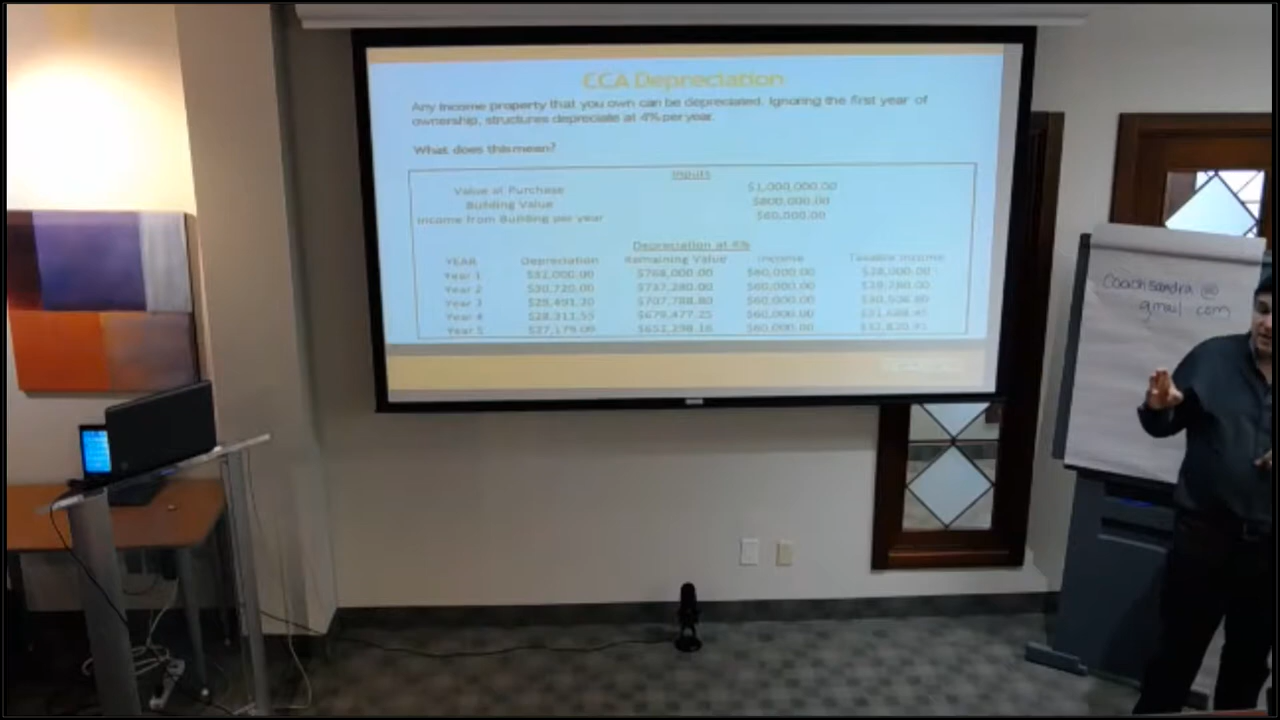 CCA Depreciation
Any income property that you own can be depreciated. Ignoring the first year of
ownership, structures depreciate at 4% per year.
What does this mean?
Inputs
Value at Purchase $1,000,000.00
Building Value $800,000.00
Income from Building per year $60,000.00
Depreciation at 4%
YEAR Depreciation Remaining Value Income Taxable Income
Year 1 $32,000.00 $768,000.00 $60,000.00 $28,000.00
Year 2 $30,720.00 $737,280.00 $60,000.00 $29,280.00
Year 3 $29,491.20 $707,788.80 $60,000.00 $30,508.80
Year 4 $28,311.55 $679,477.25 $60,000.00 $31,688.45
Year 5 $27,179.09 $652,298.16 $60,000.00 $32,820.91
Coachsandra @
gmail.com